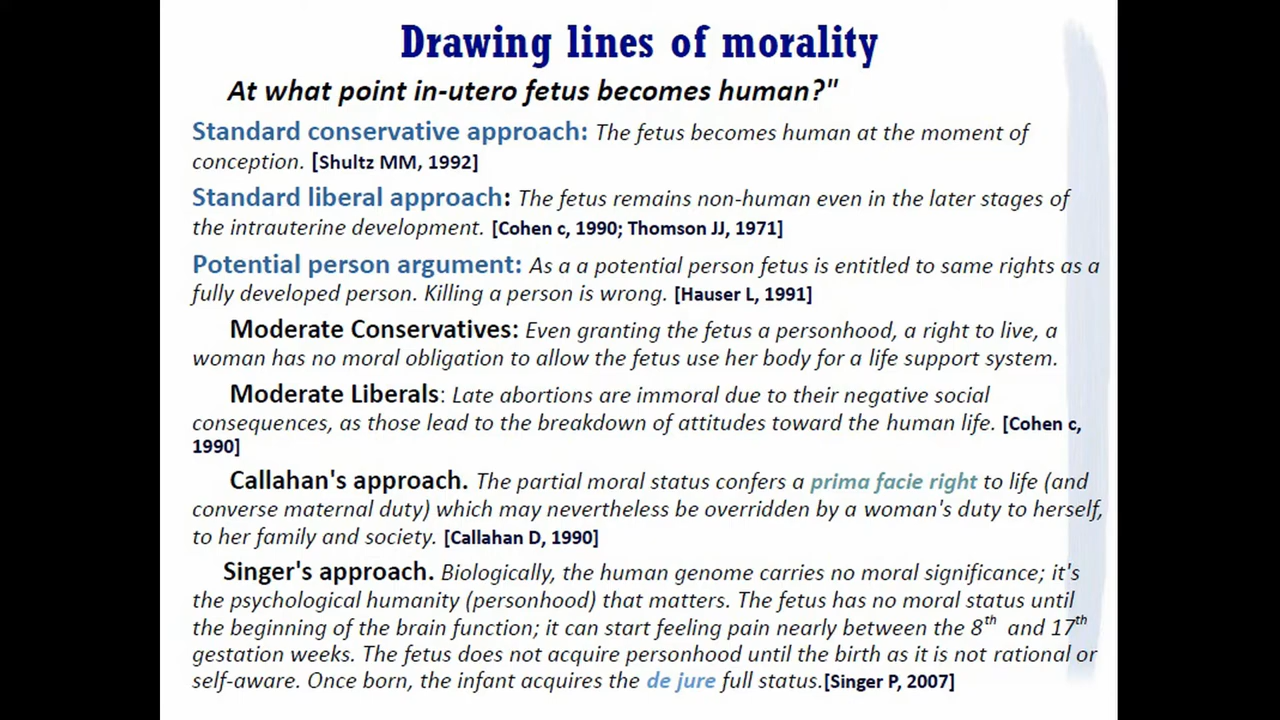 Drawing lines of morality
At what point in-utero fetus becomes human?"
Standard conservative approach: The fetus becomes human at the moment of
conception. [Shultz MM, 1992]
Standard liberal approach: The fetus remains non-human even in the later stages of
the intrauterine development. [Cohen c, 1990; Thomson JJ, 1971]
Potential person argument: As a a potential person fetus is entitled to same rights as a
fully developed person. Killing a person is wrong. [Hauser L, 1991]
Moderate Conservatives: Even granting the fetus a personhood, a right to live, a
woman has no moral obligation to allow the fetus use her body for a life support system.
Moderate Liberals: Late abortions are immoral due to their negative social
consequences, as those lead to the breakdown of attitudes toward the human life. [Cohen c,
1990]
Callahan's approach. The partial moral status confers a prima facie right to life (and
converse maternal duty) which may nevertheless be overridden by a woman's duty to herself,
to her family and society. [Callahan D, 1990]
Singer's approach. Biologically, the human genome carries no moral significance; it's
the psychological humanity (personhood) that matters. The fetus has no moral status until
the beginning of the brain function; it can start feeling pain nearly between the 8th and 17th
gestation weeks. The fetus does not acquire personhood until the birth as it is not rational or
self-aware. Once born, the infant acquires the de jure full status.[Singer P, 2007]